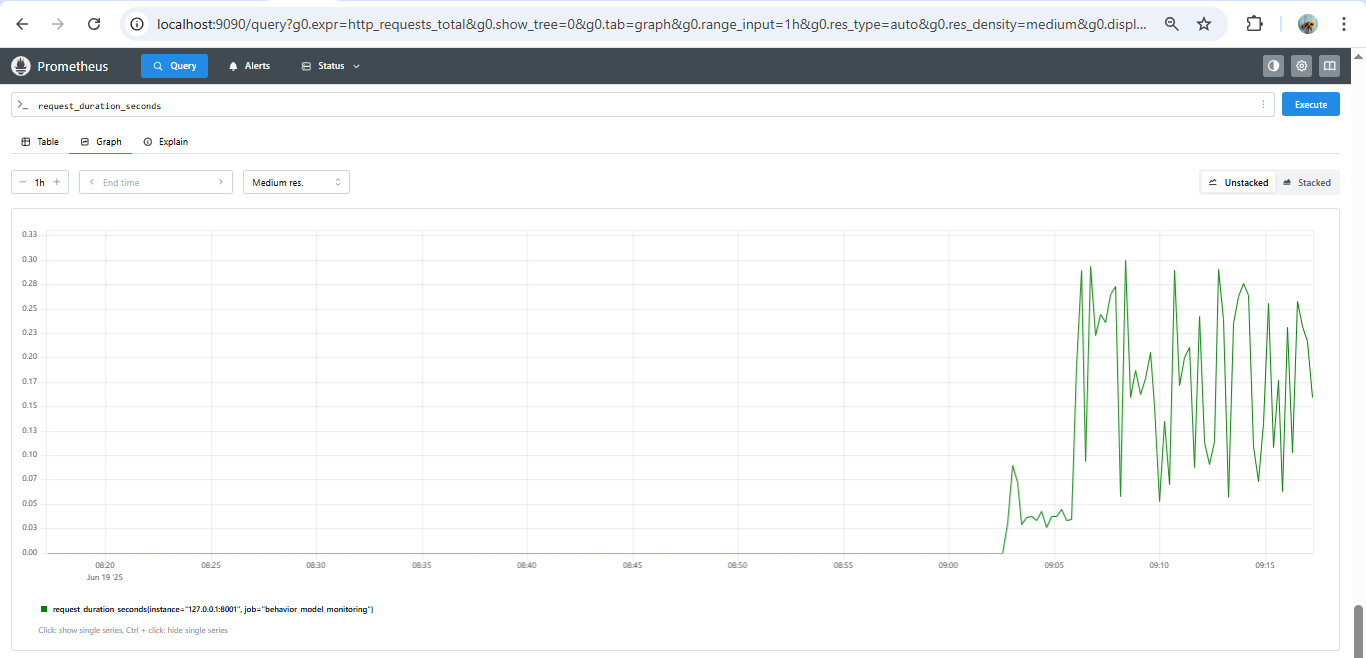 localhost:9090/query?g0.expr=http_requests_total&g0.show_tree=0&g0.tab=graph&g0.range_input=1h&g0.res_type=auto&g0.res_density=medium&g0.displ...
Prometheus Query Alerts Status
>_ request_duration_seconds Execute
Table Graph Explain
− 1h + End time Medium res. Unstacked Stacked
0.33
0.30
0.28
0.25
0.23
0.20
0.17
0.15
0.13
0.10
0.07
0.05
0.03
0.00
08:20 08:25 08:30 08:35 08:40 08:45 08:50 08:55 09:00 09:05 09:10 09:15
Jun 19 '25
request_duration_seconds{instance="127.0.0.1:8001", job="behavior_model_monitoring"}
Click: show single series, Ctrl + click: hide single series